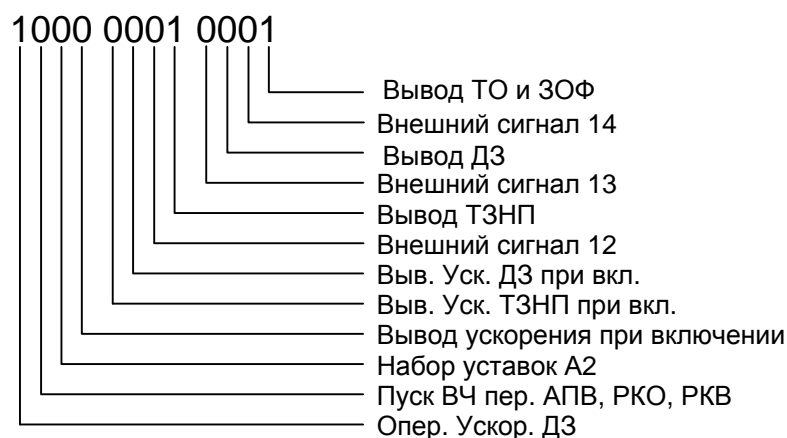 1000 0001 0001
Вывод ТО и ЗОФ
Внешний сигнал 14
Вывод ДЗ
Внешний сигнал 13
Вывод ТЗНП
Внешний сигнал 12
Выв. Уск. ДЗ при вкл.
Выв. Уск. ТЗНП при вкл.
Вывод ускорения при включении
Набор уставок А2
Пуск ВЧ пер. АПВ, РКО, РКВ
Опер. Ускор. ДЗ